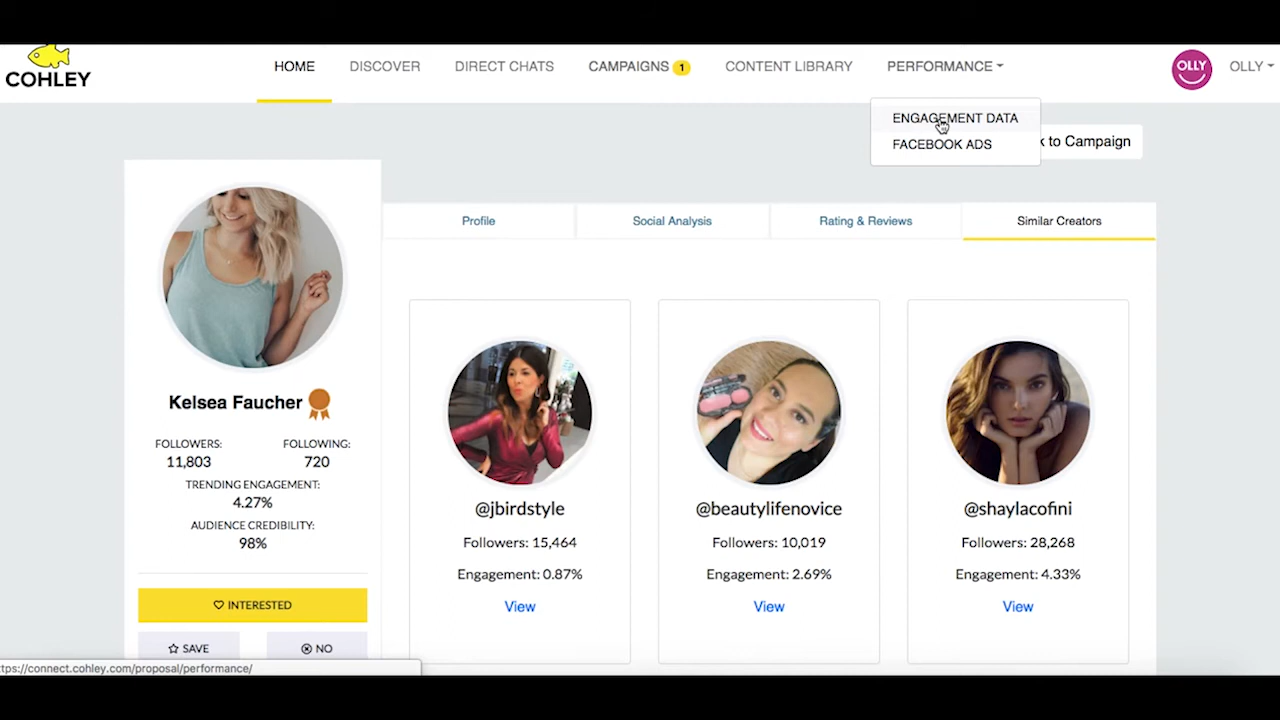 COHLEY
HOME
DISCOVER
DIRECT CHATS
CAMPAIGNS 1
CONTENT LIBRARY
PERFORMANCE
OLLY
OLLY
ENGAGEMENT DATA
FACEBOOK ADS
to Campaign
Profile
Social Analysis
Rating & Reviews
Similar Creators
Kelsea Faucher
FOLLOWERS: FOLLOWING:
11,803 720
TRENDING ENGAGEMENT:
4.27%
AUDIENCE CREDIBILITY:
98%
INTERESTED
SAVE
NO
@jbirdstyle
Followers: 15,464
Engagement: 0.87%
View
@beautylifenovice
Followers: 10,019
Engagement: 2.69%
View
@shaylacofini
Followers: 28,268
Engagement: 4.33%
View
ttps://connect.cohley.com/proposal/performance/